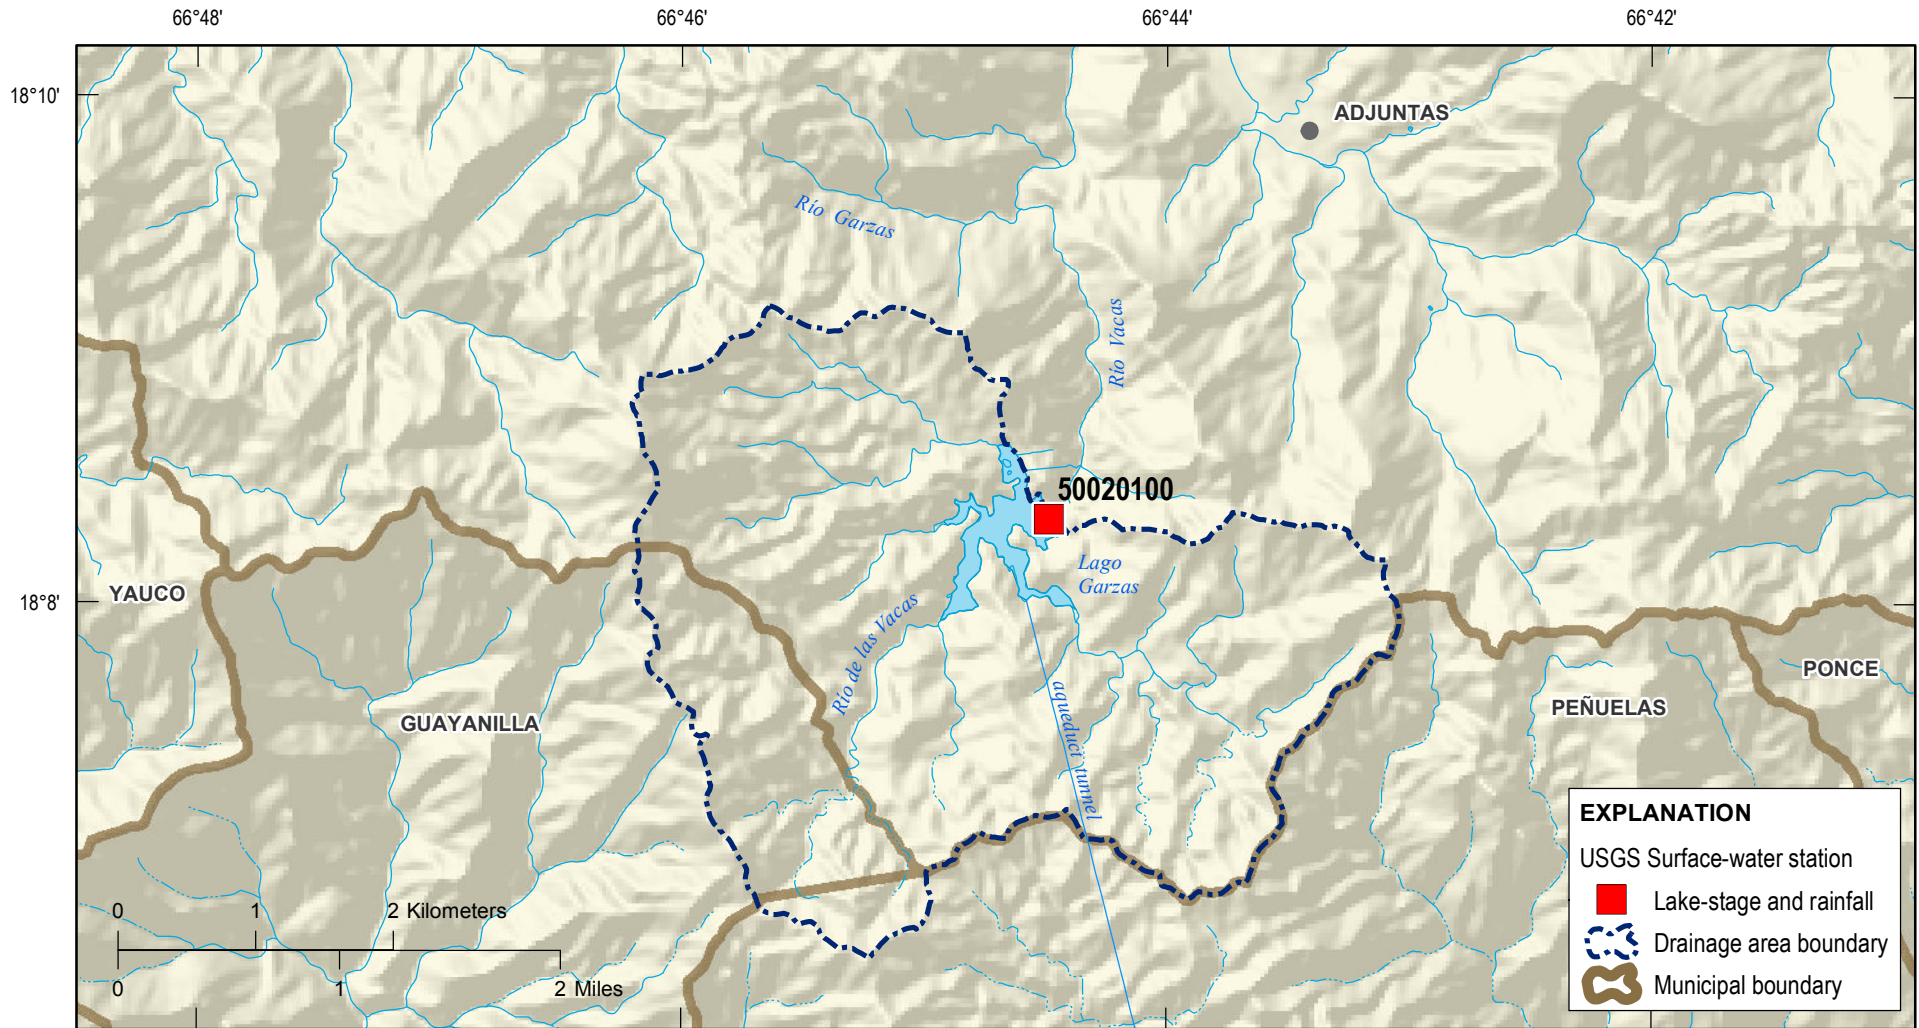 66°48'
66°46'
66°44'
66°42'
18°10'
ADJUNTAS
Río Garzas
Río Vacas
50020100
Lago
Garzas
18°8'
YAUCO
Río de las Vacas
PONCE
GUAYANILLA
aqueduct tunnel
PEÑUELAS
EXPLANATION
USGS Surface-water station
Lake-stage and rainfall
Drainage area boundary
Municipal boundary
0 1 2 Kilometers
0 1 2 Miles